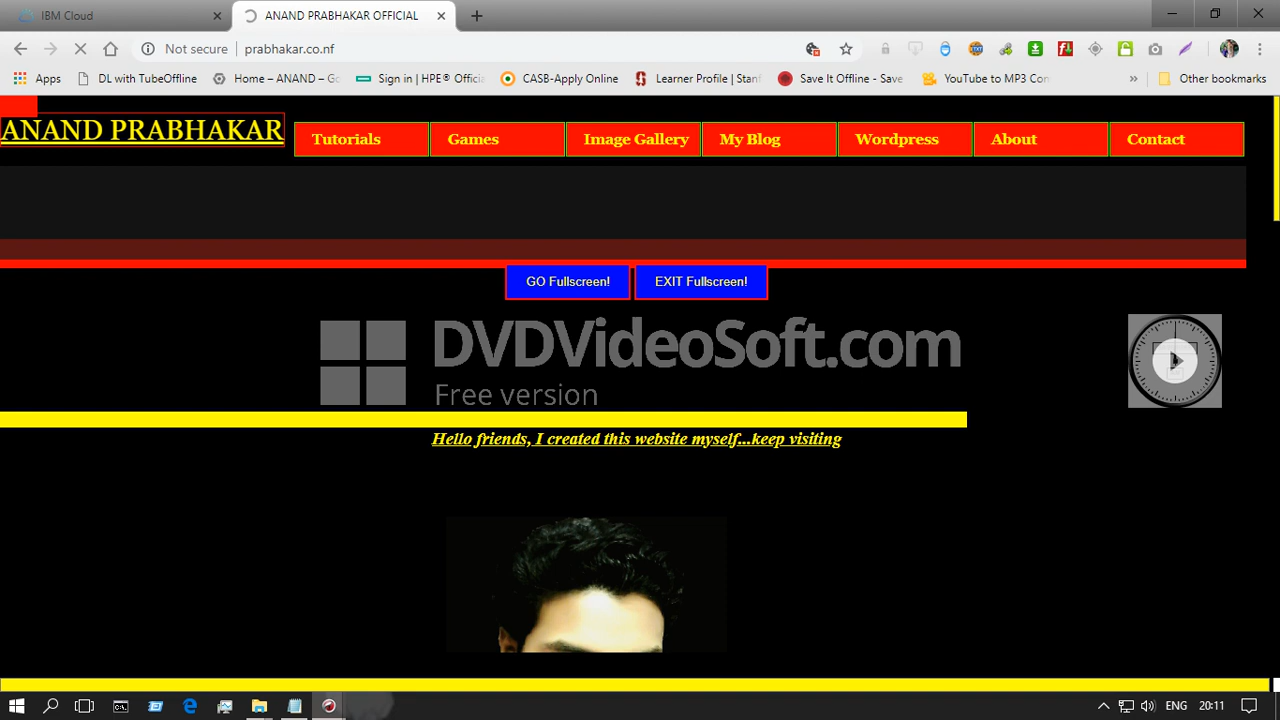 IBM Cloud
ANAND PRABHAKAR OFFICIAL
Not secure
prabhakar.co.nf
Apps
DL with TubeOffline
Home – ANAND – Go
Sign in | HPE® Offici
CASB-Apply Online
Learner Profile | Stan
Save It Offline - Save
YouTube to MP3 Con
Other bookmarks
ANAND PRABHAKAR
Tutorials
Games
Image Gallery
My Blog
Wordpress
About
Contact
GO Fullscreen!
EXIT Fullscreen!
DVDVideoSoft.com
Free version
Hello friends, I created this website myself...keep visiting
ENG
20:11